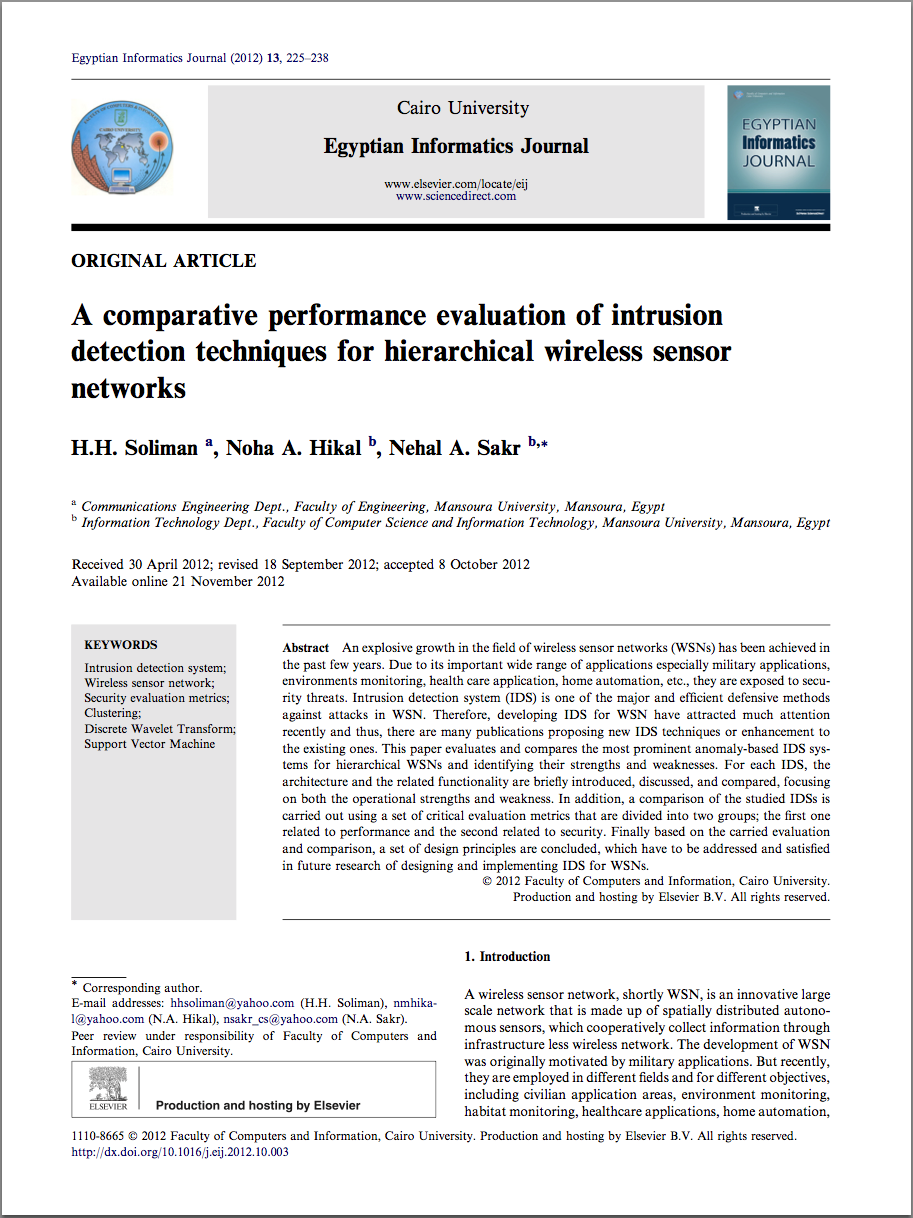 Egyptian Informatics Journal (2012) 13, 225–238
CAIRO UNIVERSITY
Cairo University
Egyptian Informatics Journal
www.elsevier.com/locate/eij
www.sciencedirect.com
EGYPTIAN
Informatics
JOURNAL
ORIGINAL ARTICLE
A comparative performance evaluation of intrusion
detection techniques for hierarchical wireless sensor
networks
H.H. Soliman a, Noha A. Hikal b, Nehal A. Sakr b,*
a Communications Engineering Dept., Faculty of Engineering, Mansoura University, Mansoura, Egypt
b Information Technology Dept., Faculty of Computer Science and Information Technology, Mansoura University, Mansoura, Egypt
Received 30 April 2012; revised 18 September 2012; accepted 8 October 2012
Available online 21 November 2012
KEYWORDS
Intrusion detection system;
Wireless sensor network;
Security evaluation metrics;
Clustering;
Discrete Wavelet Transform;
Support Vector Machine
Abstract An explosive growth in the field of wireless sensor networks (WSNs) has been achieved in
the past few years. Due to its important wide range of applications especially military applications,
environments monitoring, health care application, home automation, etc., they are exposed to secu-
rity threats. Intrusion detection system (IDS) is one of the major and efficient defensive methods
against attacks in WSN. Therefore, developing IDS for WSN have attracted much attention
recently and thus, there are many publications proposing new IDS techniques or enhancement to
the existing ones. This paper evaluates and compares the most prominent anomaly-based IDS sys-
tems for hierarchical WSNs and identifying their strengths and weaknesses. For each IDS, the
architecture and the related functionality are briefly introduced, discussed, and compared, focusing
on both the operational strengths and weakness. In addition, a comparison of the studied IDSs is
carried out using a set of critical evaluation metrics that are divided into two groups; the first one
related to performance and the second related to security. Finally based on the carried evaluation
and comparison, a set of design principles are concluded, which have to be addressed and satisfied
in future research of designing and implementing IDS for WSNs.
© 2012 Faculty of Computers and Information, Cairo University.
Production and hosting by Elsevier B.V. All rights reserved.
* Corresponding author.
E-mail addresses: hhsoliman@yahoo.com (H.H. Soliman), nmhika-
l@yahoo.com (N.A. Hikal), nsakr_cs@yahoo.com (N.A. Sakr).
Peer review under responsibility of Faculty of Computers and
Information, Cairo University.
ELSEVIER
Production and hosting by Elsevier
1. Introduction
A wireless sensor network, shortly WSN, is an innovative large
scale network that is made up of spatially distributed autono-
mous sensors, which cooperatively collect information through
infrastructure less wireless network. The development of WSN
was originally motivated by military applications. But recently,
they are employed in different fields and for different objectives,
including civilian application areas, environment monitoring,
habitat monitoring, healthcare applications, home automation,
1110-8665 © 2012 Faculty of Computers and Information, Cairo University. Production and hosting by Elsevier B.V. All rights reserved.
http://dx.doi.org/10.1016/j.eij.2012.10.003